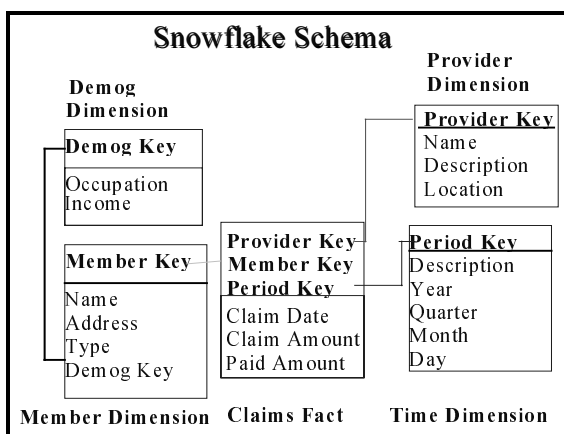 Snowflake Schema
Demog
Dimension
Demog Key
Occupation
Income
Member Key
Name
Address
Type
Demog Key
Member Dimension
Provider Key
Member Key
Period Key
Claim Date
Claim Amount
Paid Amount
Claims Fact
Provider
Dimension
Provider Key
Name
Description
Location
Period Key
Description
Year
Quarter
Month
Day
Time Dimension